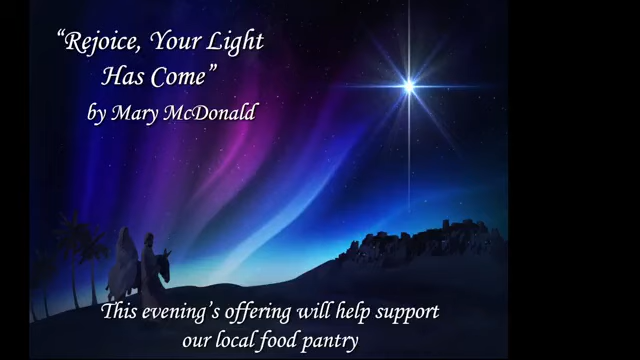 “Rejoice, Your Light
Has Come”
by Mary McDonald
This evening’s offering will help support
our local food pantry